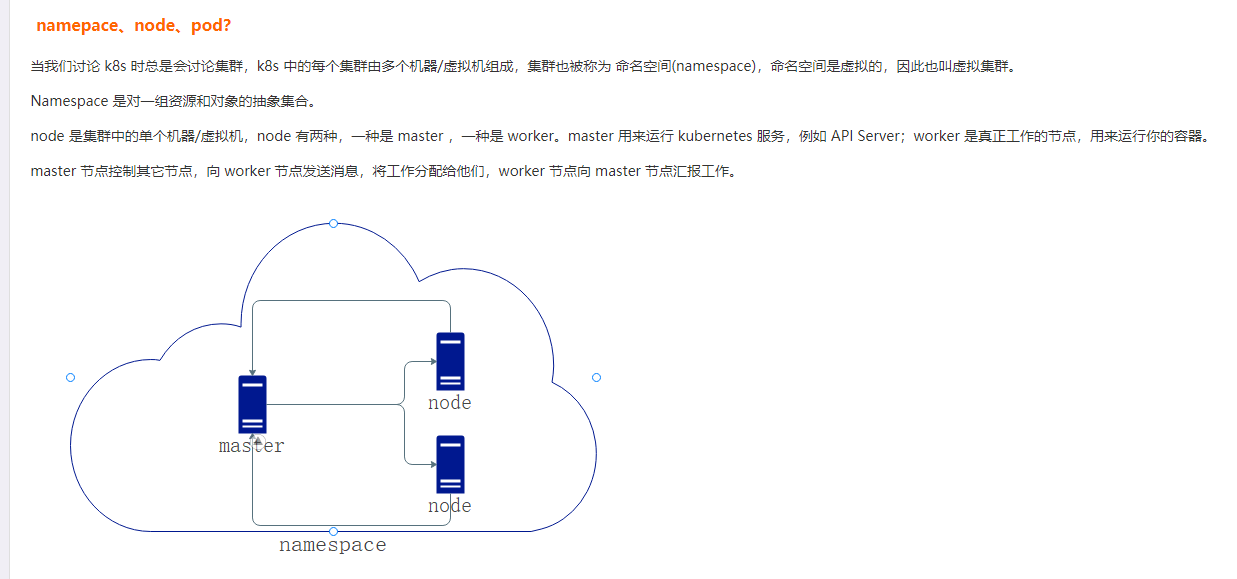 namepace、node、pod?
当我们讨论 k8s 时总是会讨论集群，k8s 中的每个集群由多个机器/虚拟机组成，集群也被称为 命名空间(namespace)，命名空间是虚拟的，因此也叫虚拟集群。
Namespace 是对一组资源和对象的抽象集合。
node 是集群中的单个机器/虚拟机，node 有两种，一种是 master ，一种是 worker。master 用来运行 kubernetes 服务，例如 API Server；worker 是真正工作的节点，用来运行你的容器。
master 节点控制其它节点，向 worker 节点发送消息，将工作分配给他们，worker 节点向 master 节点汇报工作。
node
master
node
namespace